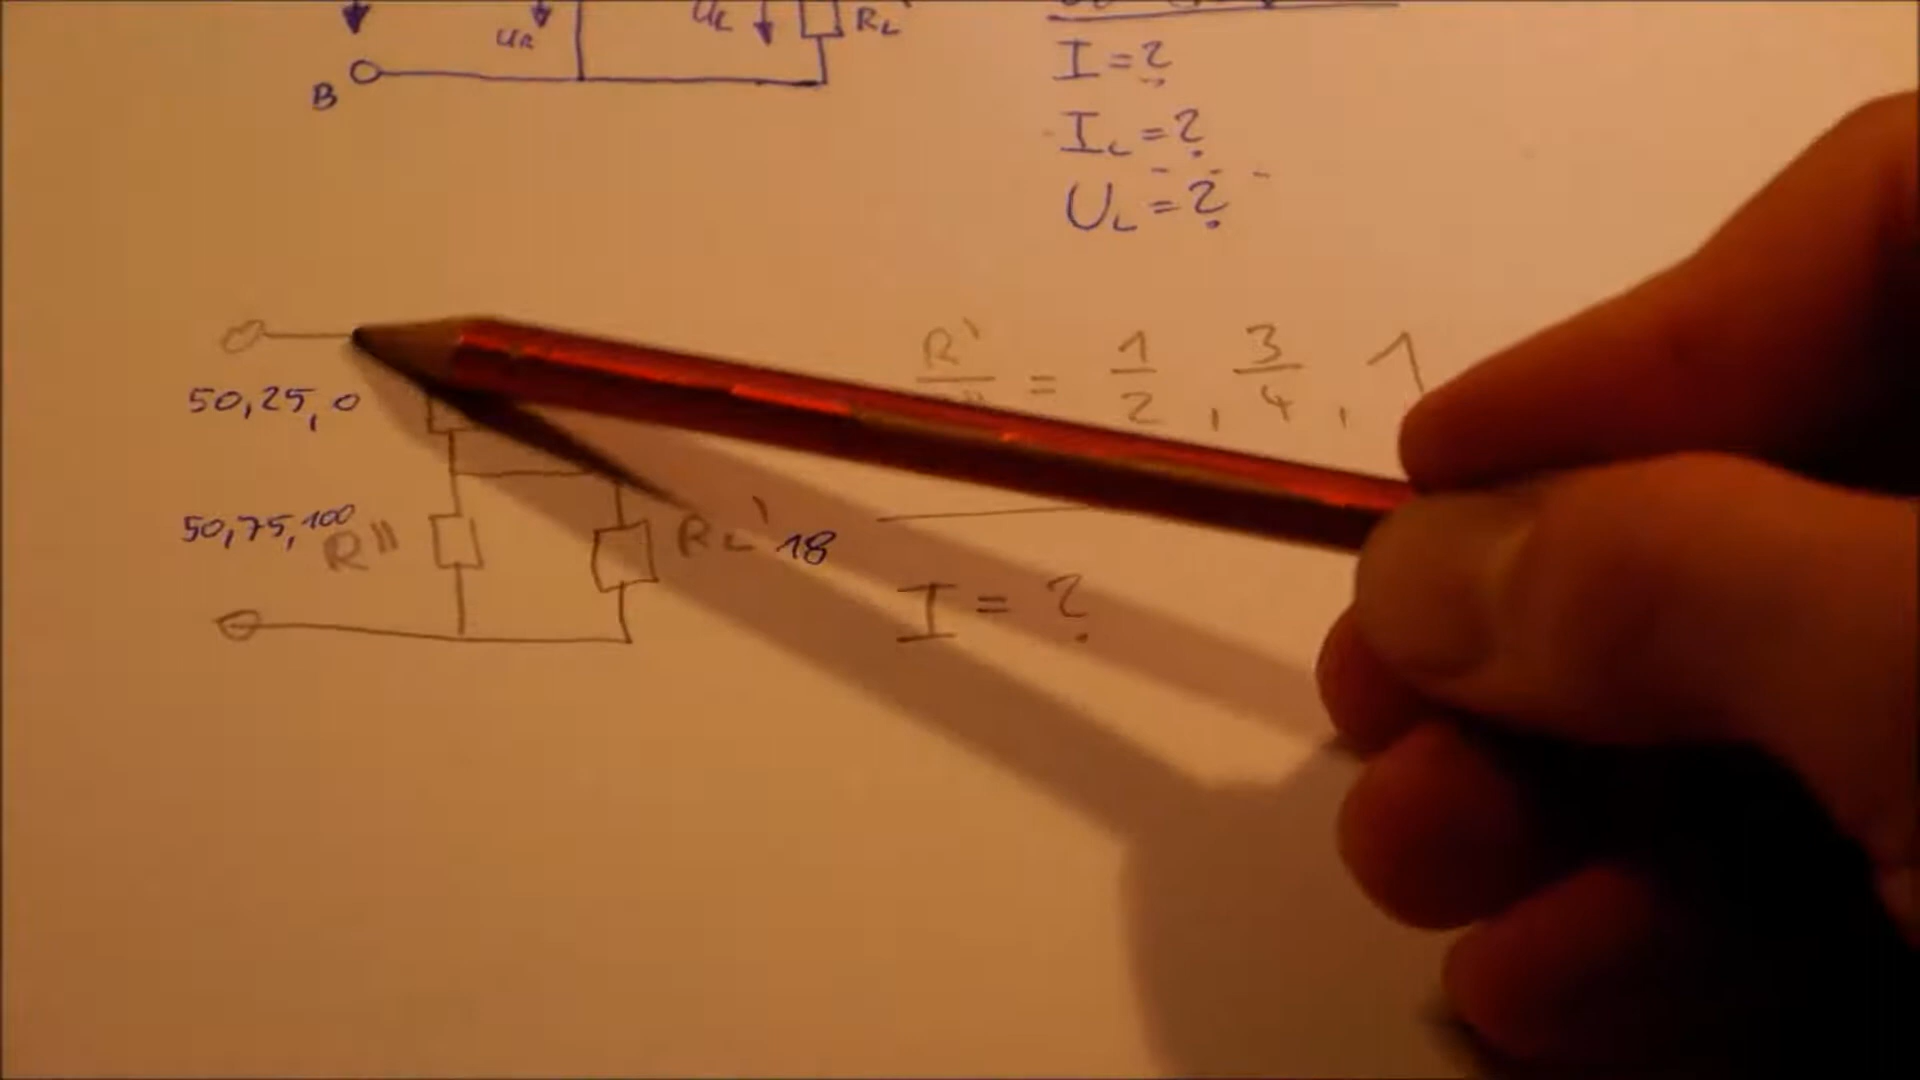 UR
UL
RL'
B
I = ?
IL = ?
UL = ?
50,25,0
R' = 1/2 , 3/4 , 1
50,75,100
R"
RL' 18
I = ?